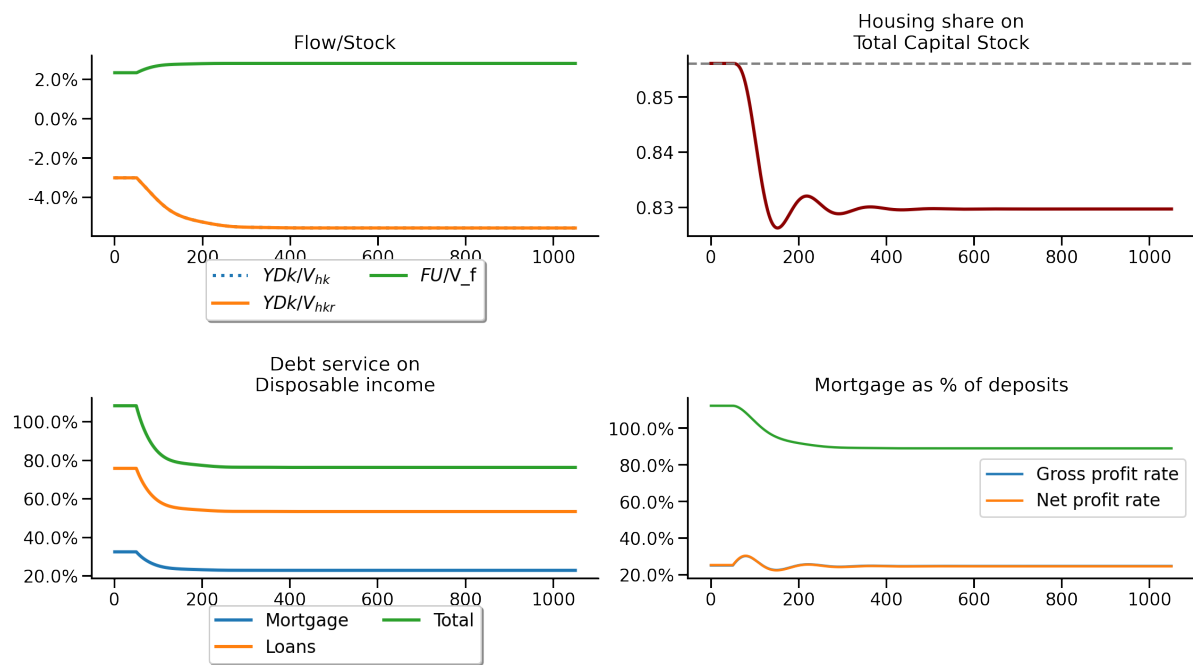 Flow/Stock
2.0%
0.0%
-2.0%
-4.0%
0 200 400 600 800 1000
YDk/V_hk FU/V_f
YDk/V_hkr
Housing share on
Total Capital Stock
0.85
0.84
0.83
0 200 400 600 800 1000
Debt service on
Disposable income
100.0%
80.0%
60.0%
40.0%
20.0%
0 200 400 600 800 1000
Mortgage Total
Loans
Mortgage as % of deposits
100.0%
80.0%
60.0%
40.0%
20.0%
Gross profit rate
Net profit rate
0 200 400 600 800 1000